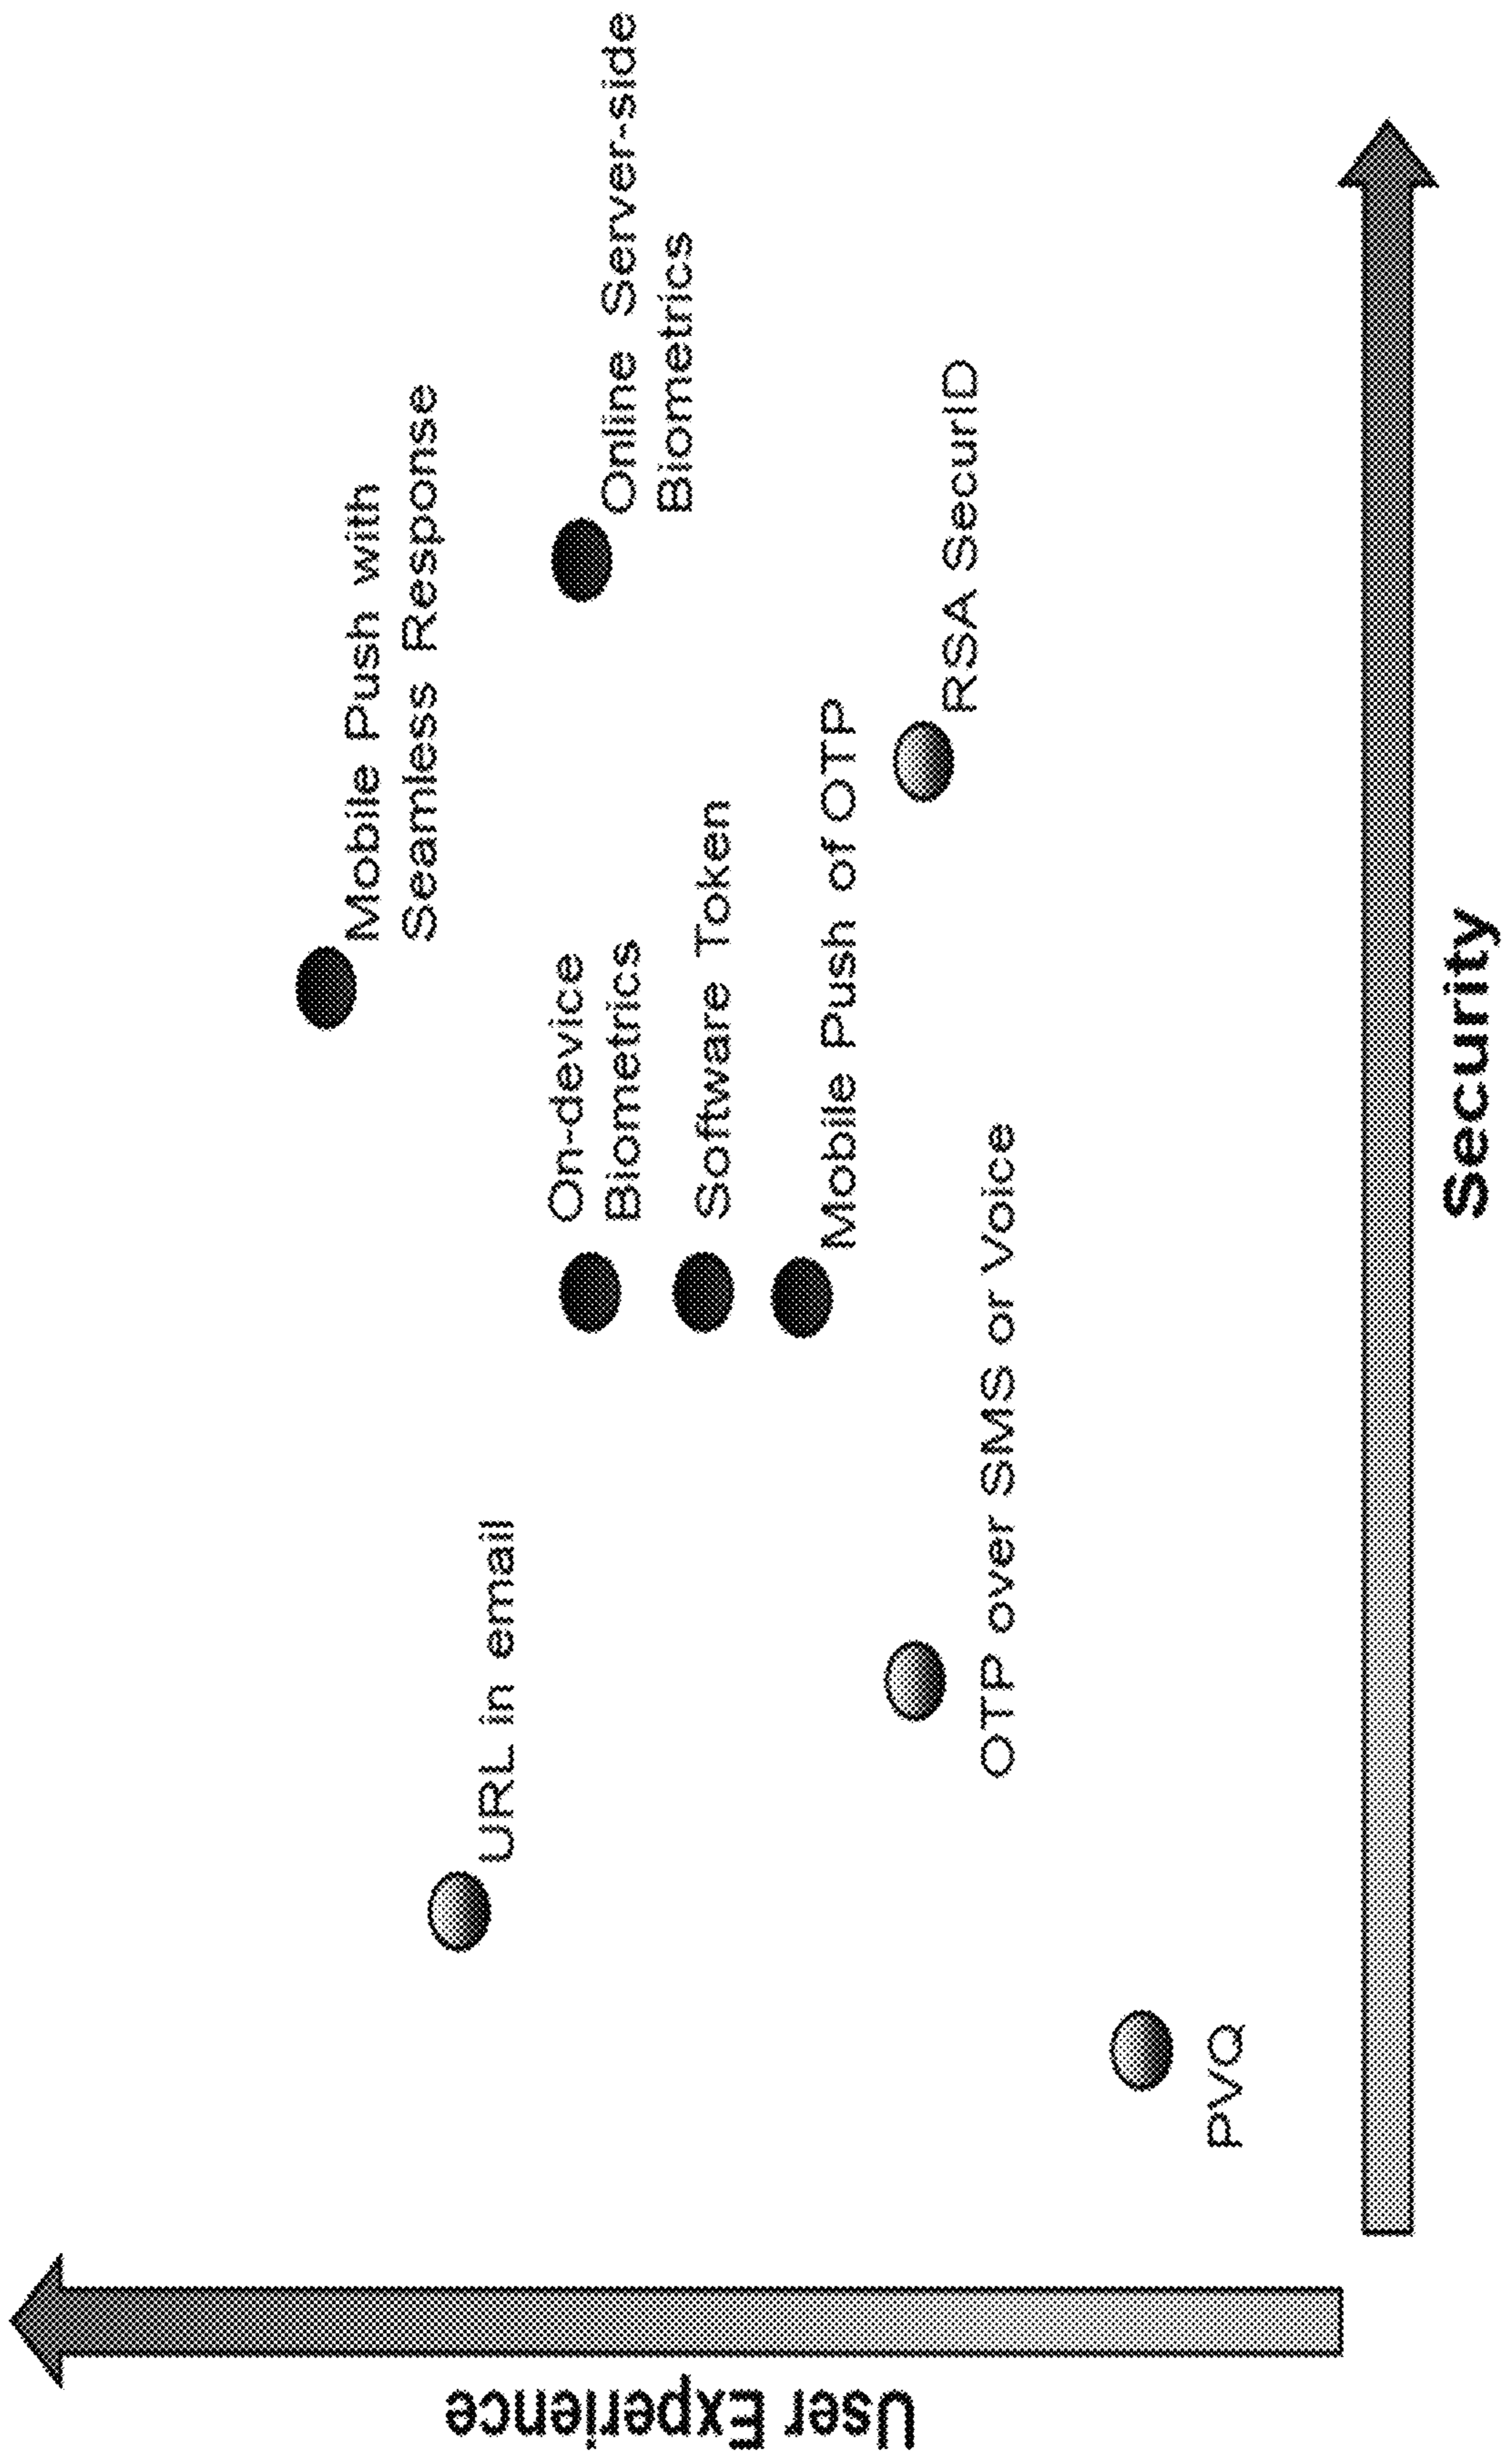 User Experience
Mobile Push with
Seamless Response
URL in email
On-device
Biometrics
Online Server-side
Biometrics
Software Token
Mobile Push of OTP
RSA SecurID
OTP over SMS or Voice
PVQ
Security